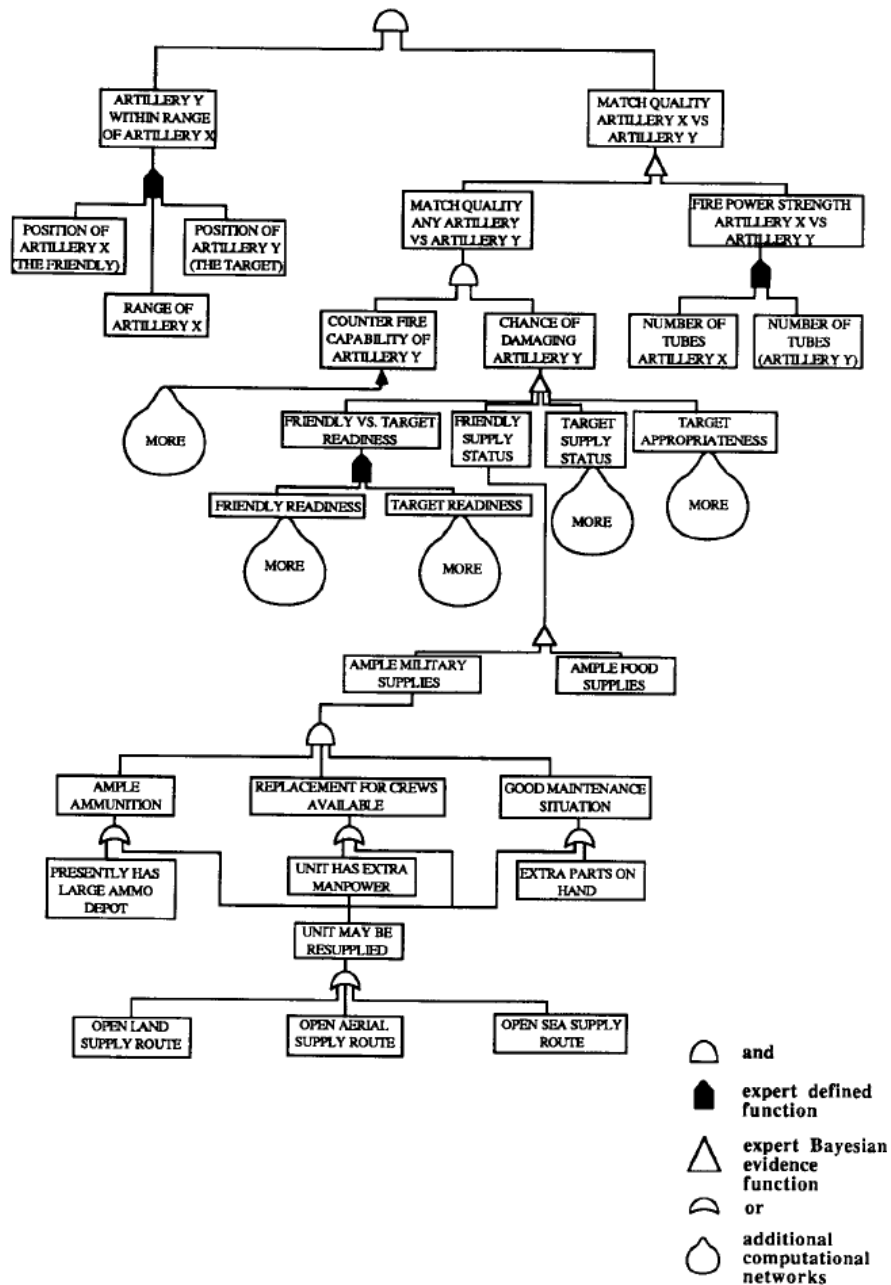 ARTILLERY Y
WITHIN RANGE
OF ARTILLERY X
MATCH QUALITY
ARTILLERY X VS
ARTILLERY Y
POSITION OF
ARTILLERY X
(THE FRIENDLY)
POSITION OF
ARTILLERY Y
(THE TARGET)
MATCH QUALITY
ANY ARTILLERY
VS ARTILLERY Y
FIRE POWER STRENGTH
ARTILLERY X VS
ARTILLERY Y
RANGE OF
ARTILLERY X
COUNTER FIRE
CAPABILITY OF
ARTILLERY Y
CHANCE OF
DAMAGING
ARTILLERY Y
NUMBER OF
TUBES
ARTILLERY X
NUMBER OF
TUBES
(ARTILLERY Y)
MORE
FRIENDLY VS. TARGET
READINESS
FRIENDLY
SUPPLY
STATUS
TARGET
SUPPLY
STATUS
TARGET
APPROPRIATENESS
FRIENDLY READINESS
TARGET READINESS
MORE
MORE
MORE
MORE
AMPLE MILITARY
SUPPLIES
AMPLE FOOD
SUPPLIES
AMPLE
AMMUNITION
REPLACEMENT FOR CREWS
AVAILABLE
GOOD MAINTENANCE
SITUATION
PRESENTLY HAS
LARGE AMMO
DEPOT
UNIT HAS EXTRA
MANPOWER
EXTRA PARTS ON
HAND
UNIT MAY BE
RESUPPLIED
OPEN LAND
SUPPLY ROUTE
OPEN AERIAL
SUPPLY ROUTE
OPEN SEA SUPPLY
ROUTE
and
expert defined
function
expert Bayesian
evidence
function
or
additional
computational
networks